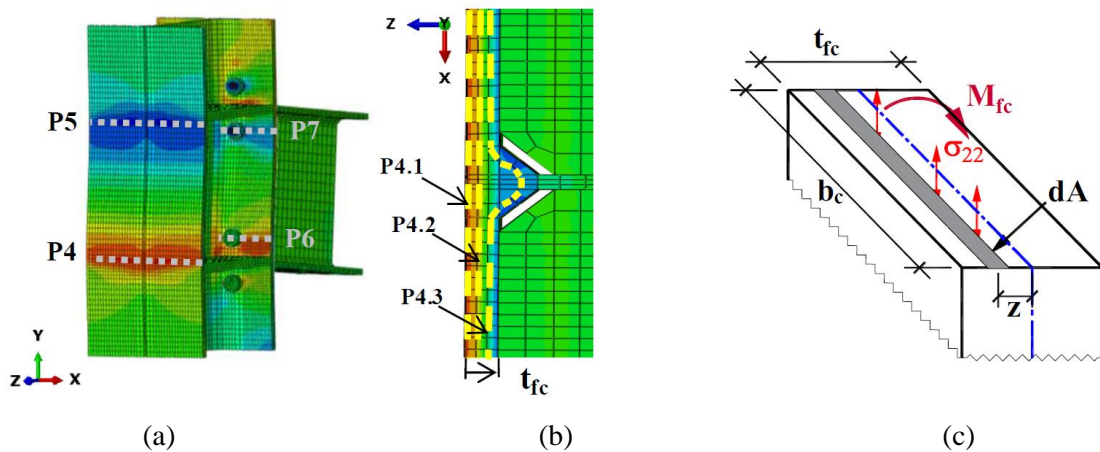 P5
P7
P4
P6
Y
Z
X
(a)
Z
Y
X
P4.1
P4.2
P4.3
tfc
(b)
tfc
Mfc
σ22
bc
dA
z
(c)